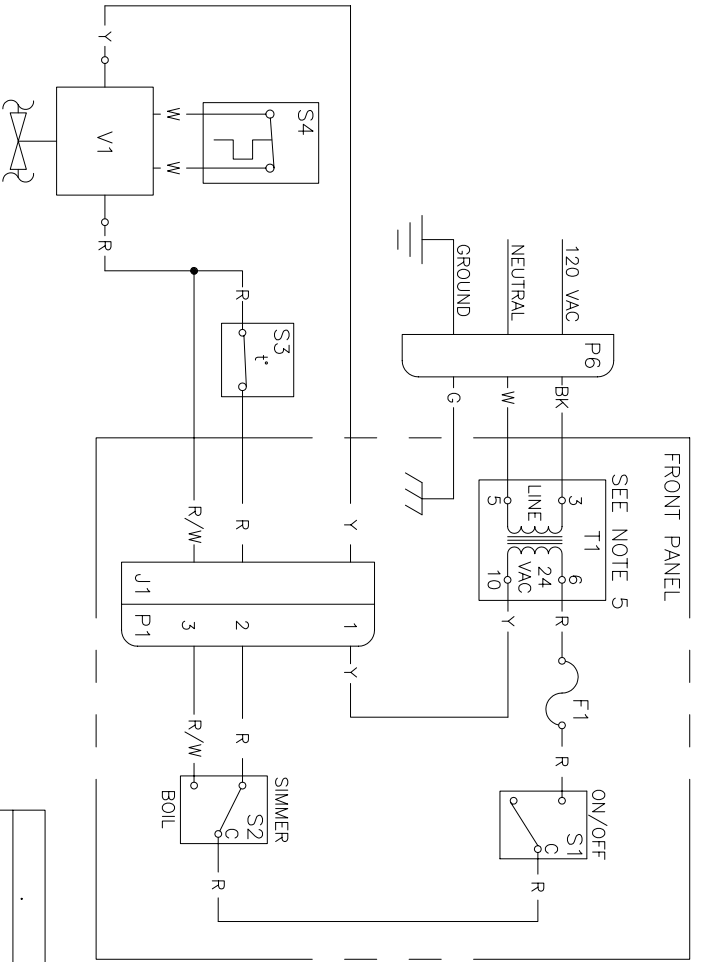 FRONT PANEL
SEE NOTE 5
T1
3
6
LINE
24
VAC
5
10
P6
120 VAC
NEUTRAL
GROUND
BK
W
G
R
F1
R
ON/OFF
S1
C
R
Y
Y
Y
1
R
2
R
R/W
3
R/W
J1
P1
SIMMER
S2
C
BOIL
R
S3
t°
R
S4
W
W
V1
Y
R
.